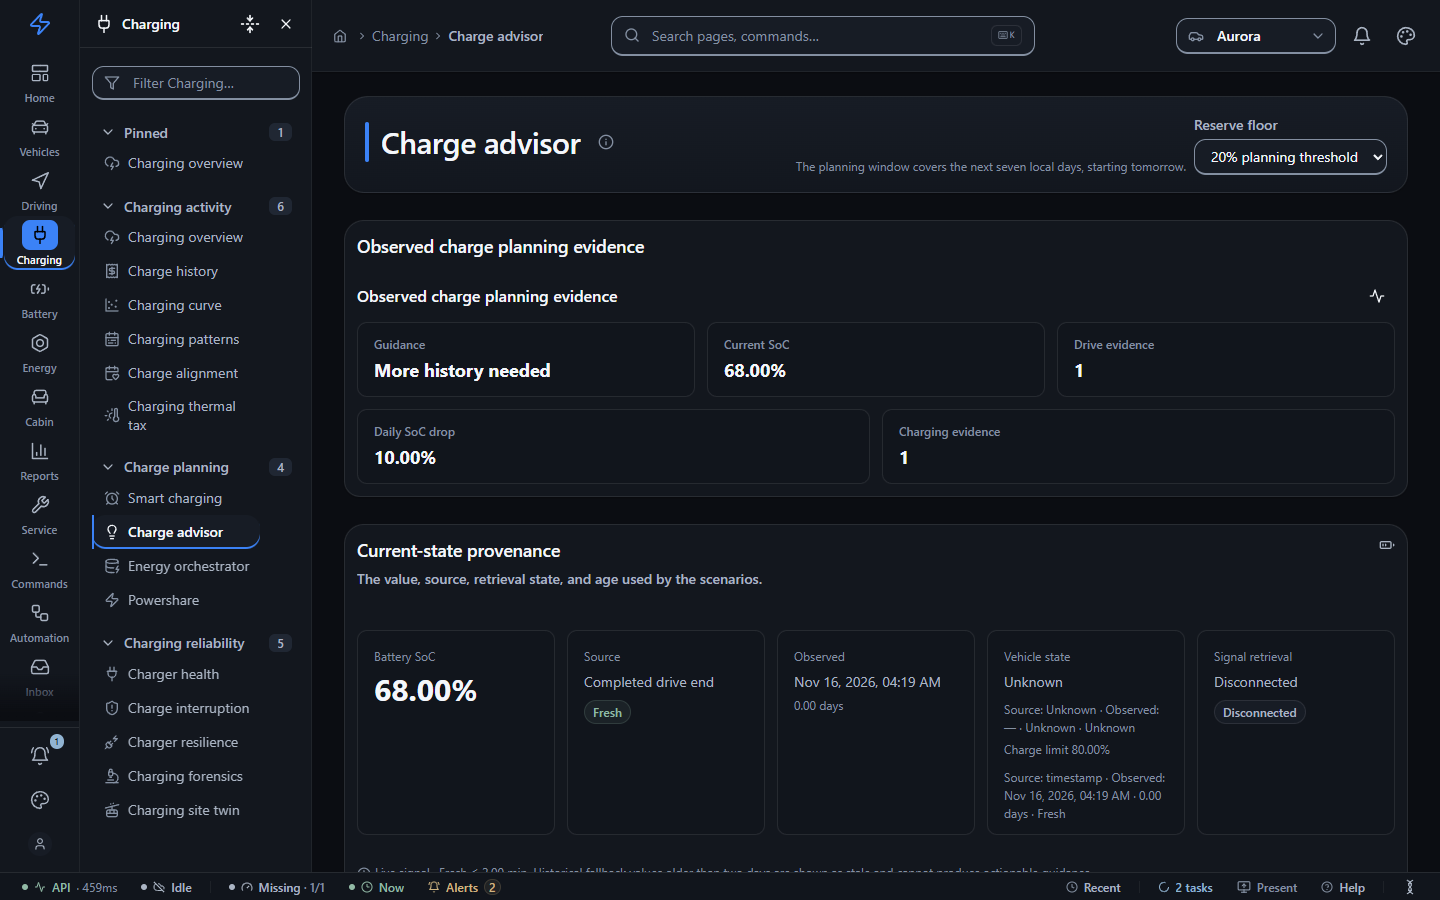 Charging
Home
Vehicles
Driving
Charging
Battery
Energy
Cabin
Reports
Service
Commands
Automation
Inbox
1
Filter Charging...
Pinned 1
Charging overview
Charging activity 6
Charging overview
Charge history
Charging curve
Charging patterns
Charge alignment
Charging thermal
tax
Charge planning 4
Smart charging
Charge advisor
Energy orchestrator
Powershare
Charging reliability 5
Charger health
Charge interruption
Charger resilience
Charging forensics
Charging site twin
Charging
Charge advisor
Search pages, commands...
K
Aurora
Charge advisor
The planning window covers the next seven local days, starting tomorrow.
Reserve floor
20% planning threshold
Observed charge planning evidence
Observed charge planning evidence
Guidance
More history needed
Current SoC
68.00%
Drive evidence
1
Daily SoC drop
10.00%
Charging evidence
1
Current-state provenance
The value, source, retrieval state, and age used by the scenarios.
Battery SoC
68.00%
Source
Completed drive end
Fresh
Observed
Nov 16, 2026, 04:19 AM
0.00 days
Vehicle state
Unknown
Source: Unknown · Observed:
— · Unknown · Unknown
Charge limit 80.00%
Source: timestamp · Observed:
Nov 16, 2026, 04:19 AM · 0.00
days · Fresh
Signal retrieval
Disconnected
Disconnected
API · 459ms
Idle
Missing · 1/1
Now
Alerts 2
Recent
2 tasks
Present
Help